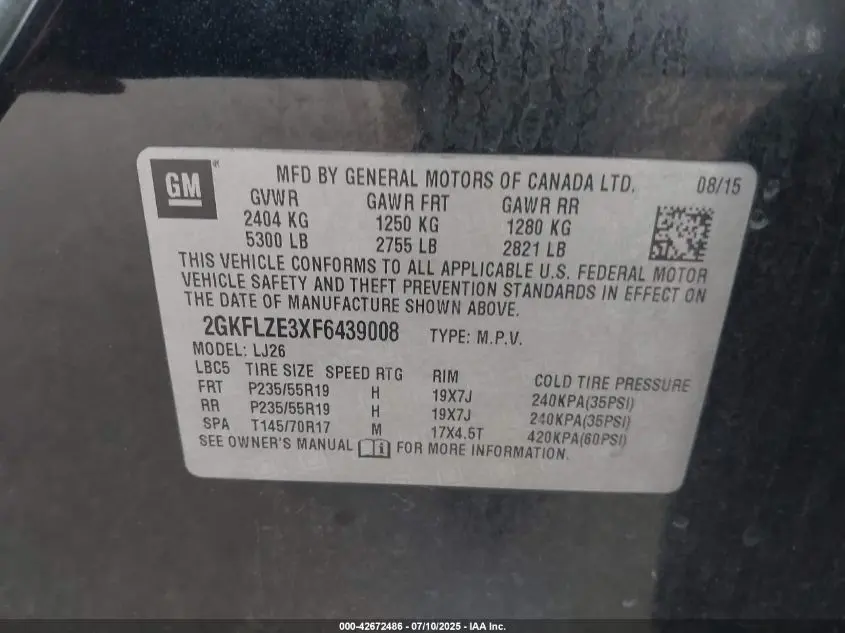 GM
MFD BY GENERAL MOTORS OF CANADA LTD. 08/15
GVWR GAWR FRT GAWR RR
2404 KG 1250 KG 1280 KG
5300 LB 2755 LB 2821 LB
THIS VEHICLE CONFORMS TO ALL APPLICABLE U.S. FEDERAL MOTOR
VEHICLE SAFETY AND THEFT PREVENTION STANDARDS IN EFFECT ON
THE DATE OF MANUFACTURE SHOWN ABOVE.
2GKFLZE3XF6439008 TYPE: M.P.V.
MODEL: LJ26
LBC5 TIRE SIZE SPEED RTG RIM COLD TIRE PRESSURE
FRT P235/55R19 H 19X7J 240KPA(35PSI)
RR P235/55R19 H 19X7J 240KPA(35PSI)
SPA T145/70R17 M 17X4.5T 420KPA(60PSI)
SEE OWNER'S MANUAL FOR MORE INFORMATION.
000-42672486 - 07/10/2025 - IAA Inc.